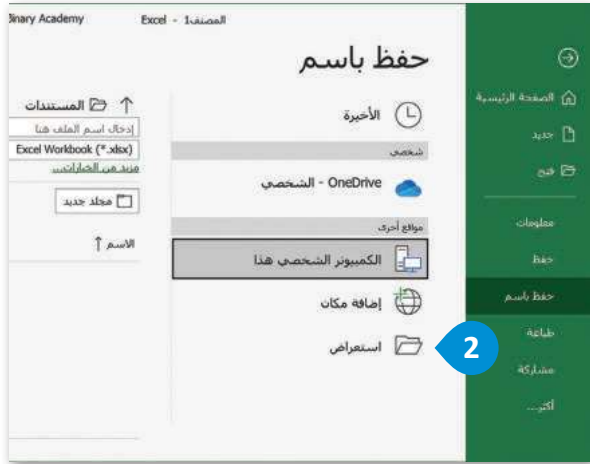 المصنف1 - Excel
Binary Academy
الصفحة الرئيسية
جديد
فتح
معلومات
حفظ
حفظ باسم
طباعة
مشاركة
أكثر...
حفظ باسم
الأخيرة
شخصي
OneDrive - الشخصي
مواقع أخرى
الكمبيوتر الشخصي هذا
إضافة مكان
استعراض
2
↑ المستندات
إدخال اسم الملف هنا
Excel Workbook (*.xlsx)
مزيد من الخيارات...
مجلد جديد
الاسم ↑